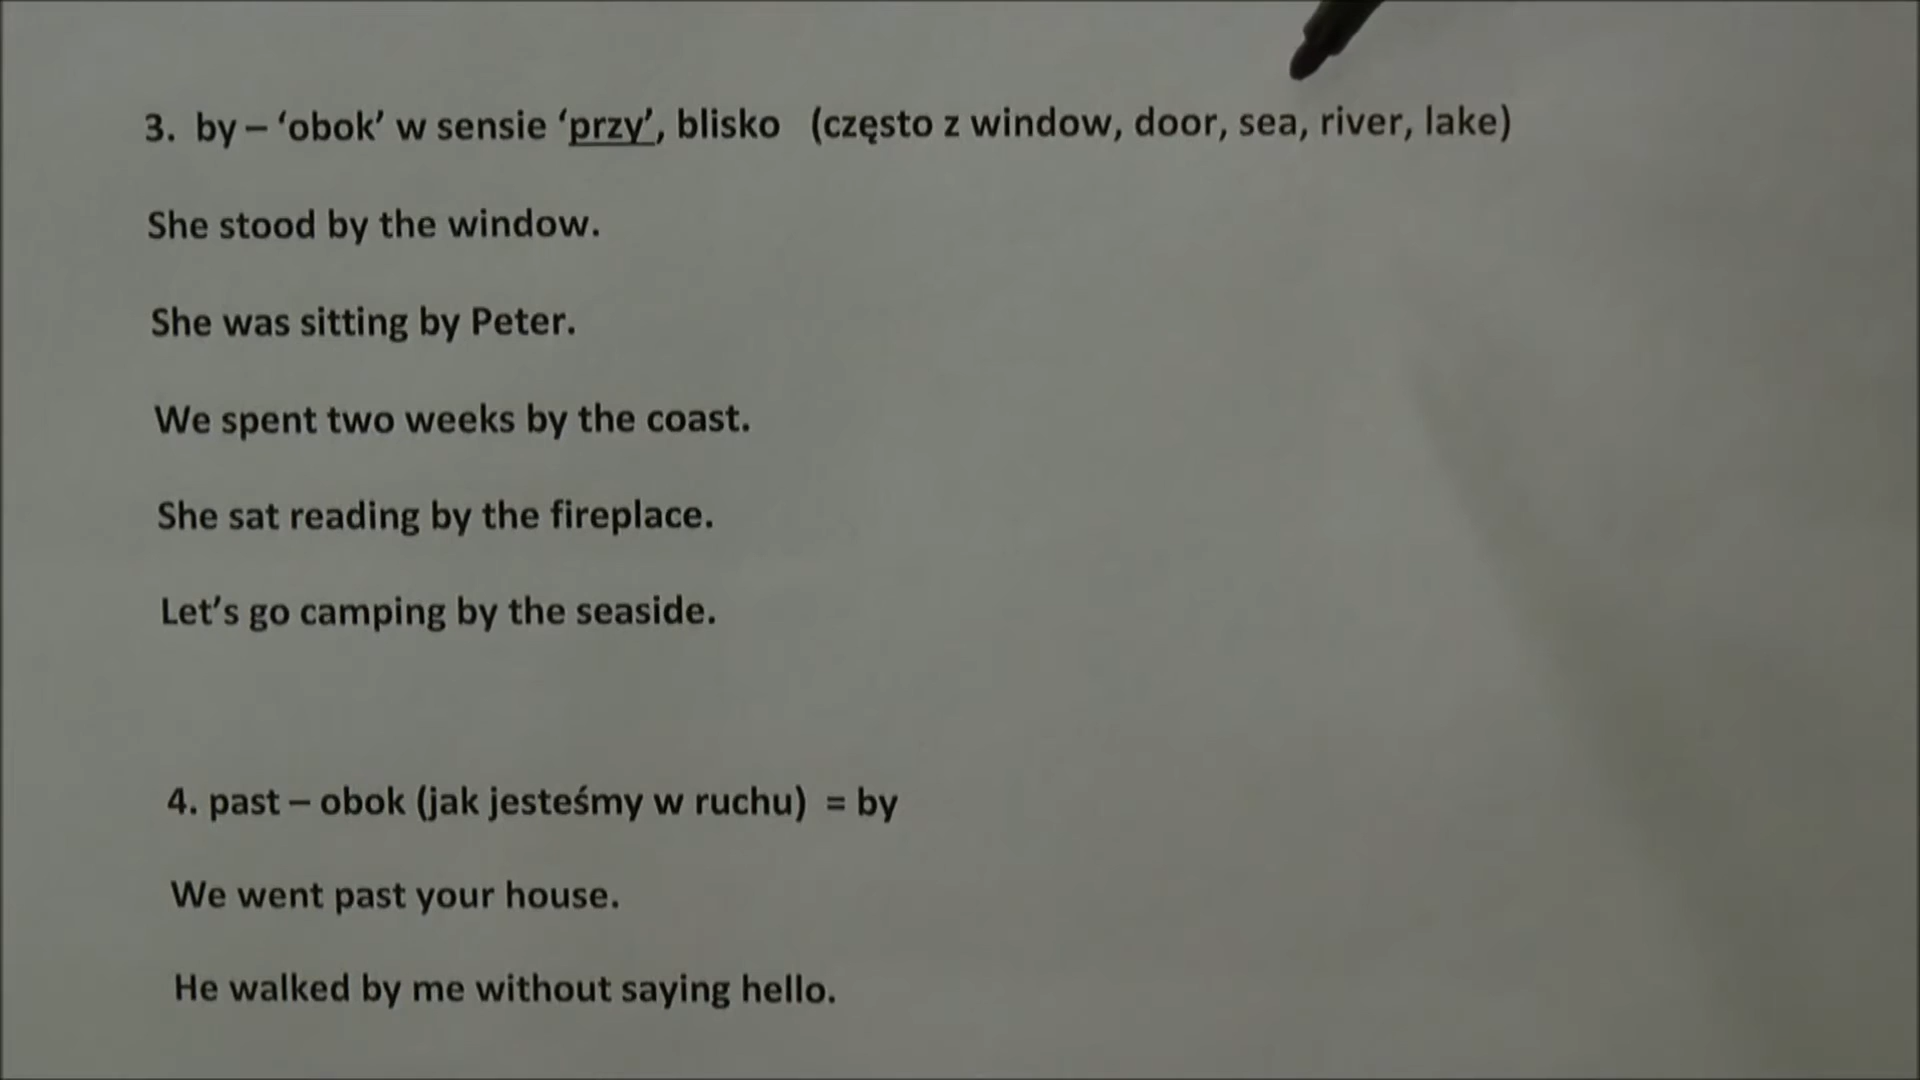 3. by – ‘obok’ w sensie ‘przy’, blisko (często z window, door, sea, river, lake)
She stood by the window.
She was sitting by Peter.
We spent two weeks by the coast.
She sat reading by the fireplace.
Let’s go camping by the seaside.
4. past – obok (jak jesteśmy w ruchu) = by
We went past your house.
He walked by me without saying hello.